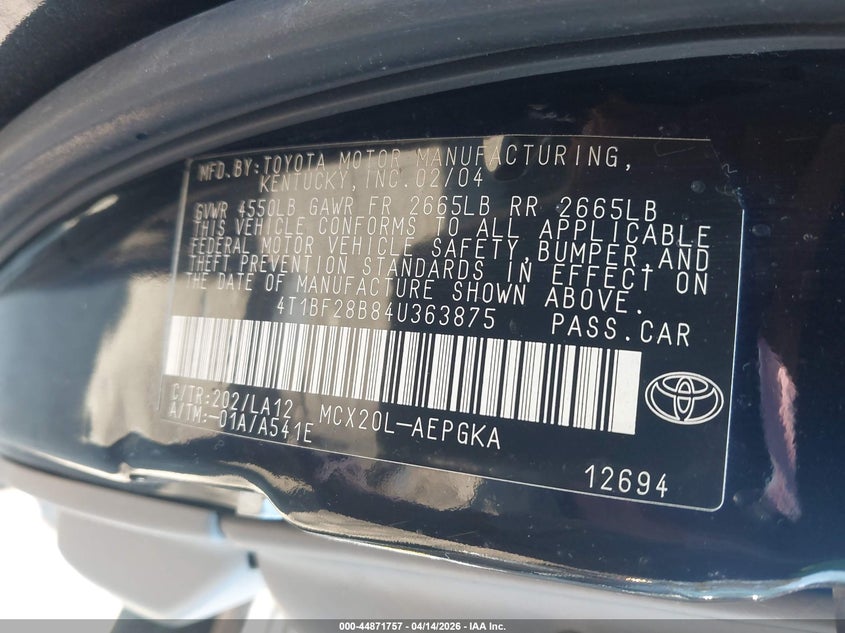 MFD.BY:TOYOTA MOTOR MANUFACTURING,
KENTUCKY, INC. 02/04
GVWR 4550LB GAWR FR 2665LB RR 2665LB
THIS VEHICLE CONFORMS TO ALL APPLICABLE
FEDERAL MOTOR VEHICLE SAFETY, BUMPER, AND
THEFT PREVENTION STANDARDS IN EFFECT ON
THE DATE OF MANUFACTURE SHOWN ABOVE.
4T1BF28B84U363875 PASS.CAR
C/TR:202/LA12 MCX20L-AEPGKA
A/TM:-01A/A541E
12694
000-44871757 - 04/14/2026 - IAA Inc.